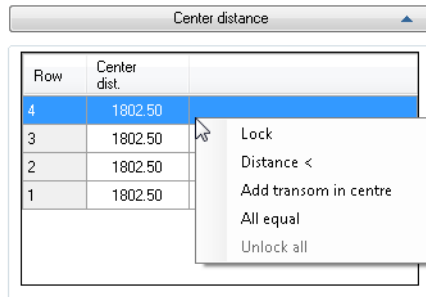 Center distance
Row Center dist.
4 1802.50
3 1802.50
2 1802.50
1 1802.50
Lock
Distance <
Add transom in centre
All equal
Unlock all